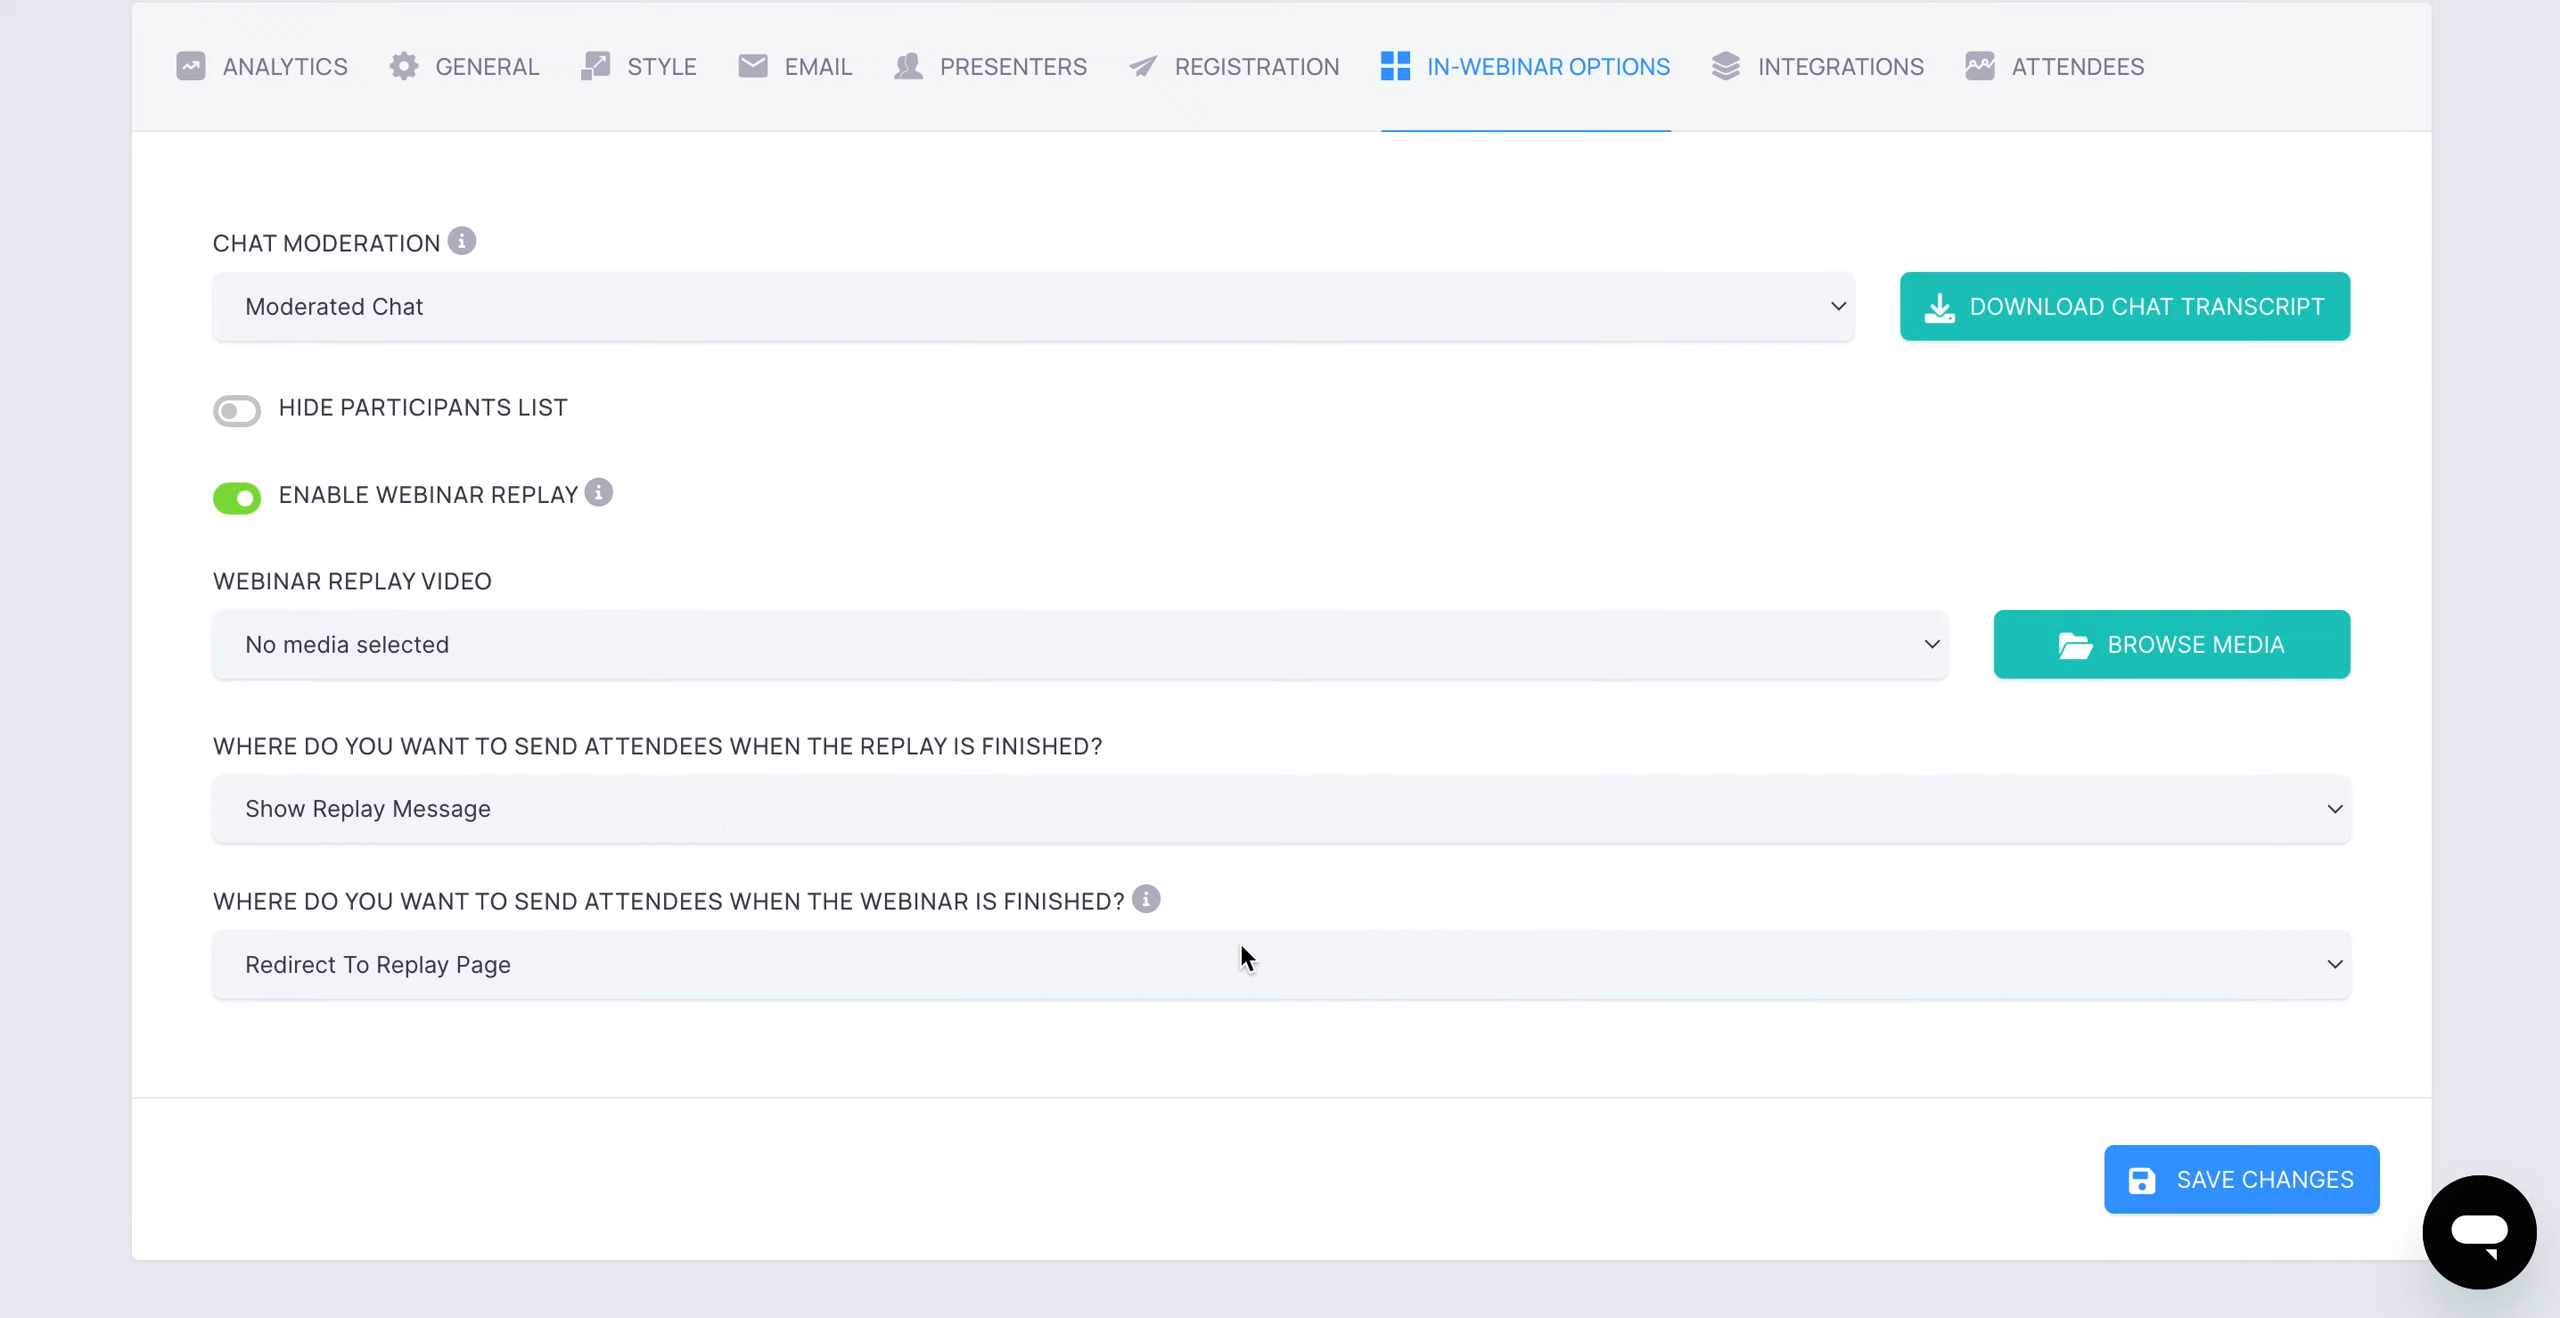 ANALYTICS GENERAL STYLE EMAIL PRESENTERS REGISTRATION IN-WEBINAR OPTIONS INTEGRATIONS ATTENDEES
CHAT MODERATION
Moderated Chat
DOWNLOAD CHAT TRANSCRIPT
HIDE PARTICIPANTS LIST
ENABLE WEBINAR REPLAY
WEBINAR REPLAY VIDEO
No media selected
BROWSE MEDIA
WHERE DO YOU WANT TO SEND ATTENDEES WHEN THE REPLAY IS FINISHED?
Show Replay Message
WHERE DO YOU WANT TO SEND ATTENDEES WHEN THE WEBINAR IS FINISHED?
Redirect To Replay Page
SAVE CHANGES